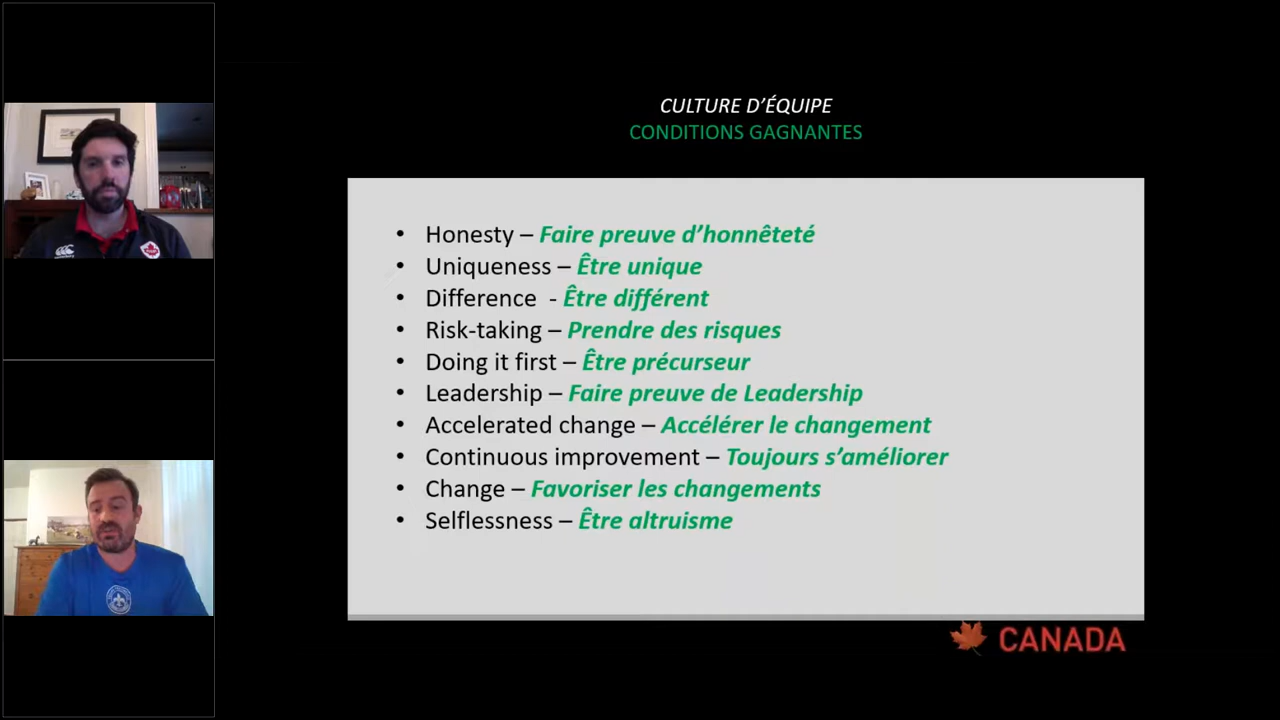 CULTURE D'ÉQUIPE
CONDITIONS GAGNANTES
• Honesty – Faire preuve d'honnêteté
• Uniqueness – Être unique
• Difference - Être différent
• Risk-taking – Prendre des risques
• Doing it first – Être précurseur
• Leadership – Faire preuve de Leadership
• Accelerated change – Accélérer le changement
• Continuous improvement – Toujours s'améliorer
• Change – Favoriser les changements
• Selflessness – Être altruisme
CANADA